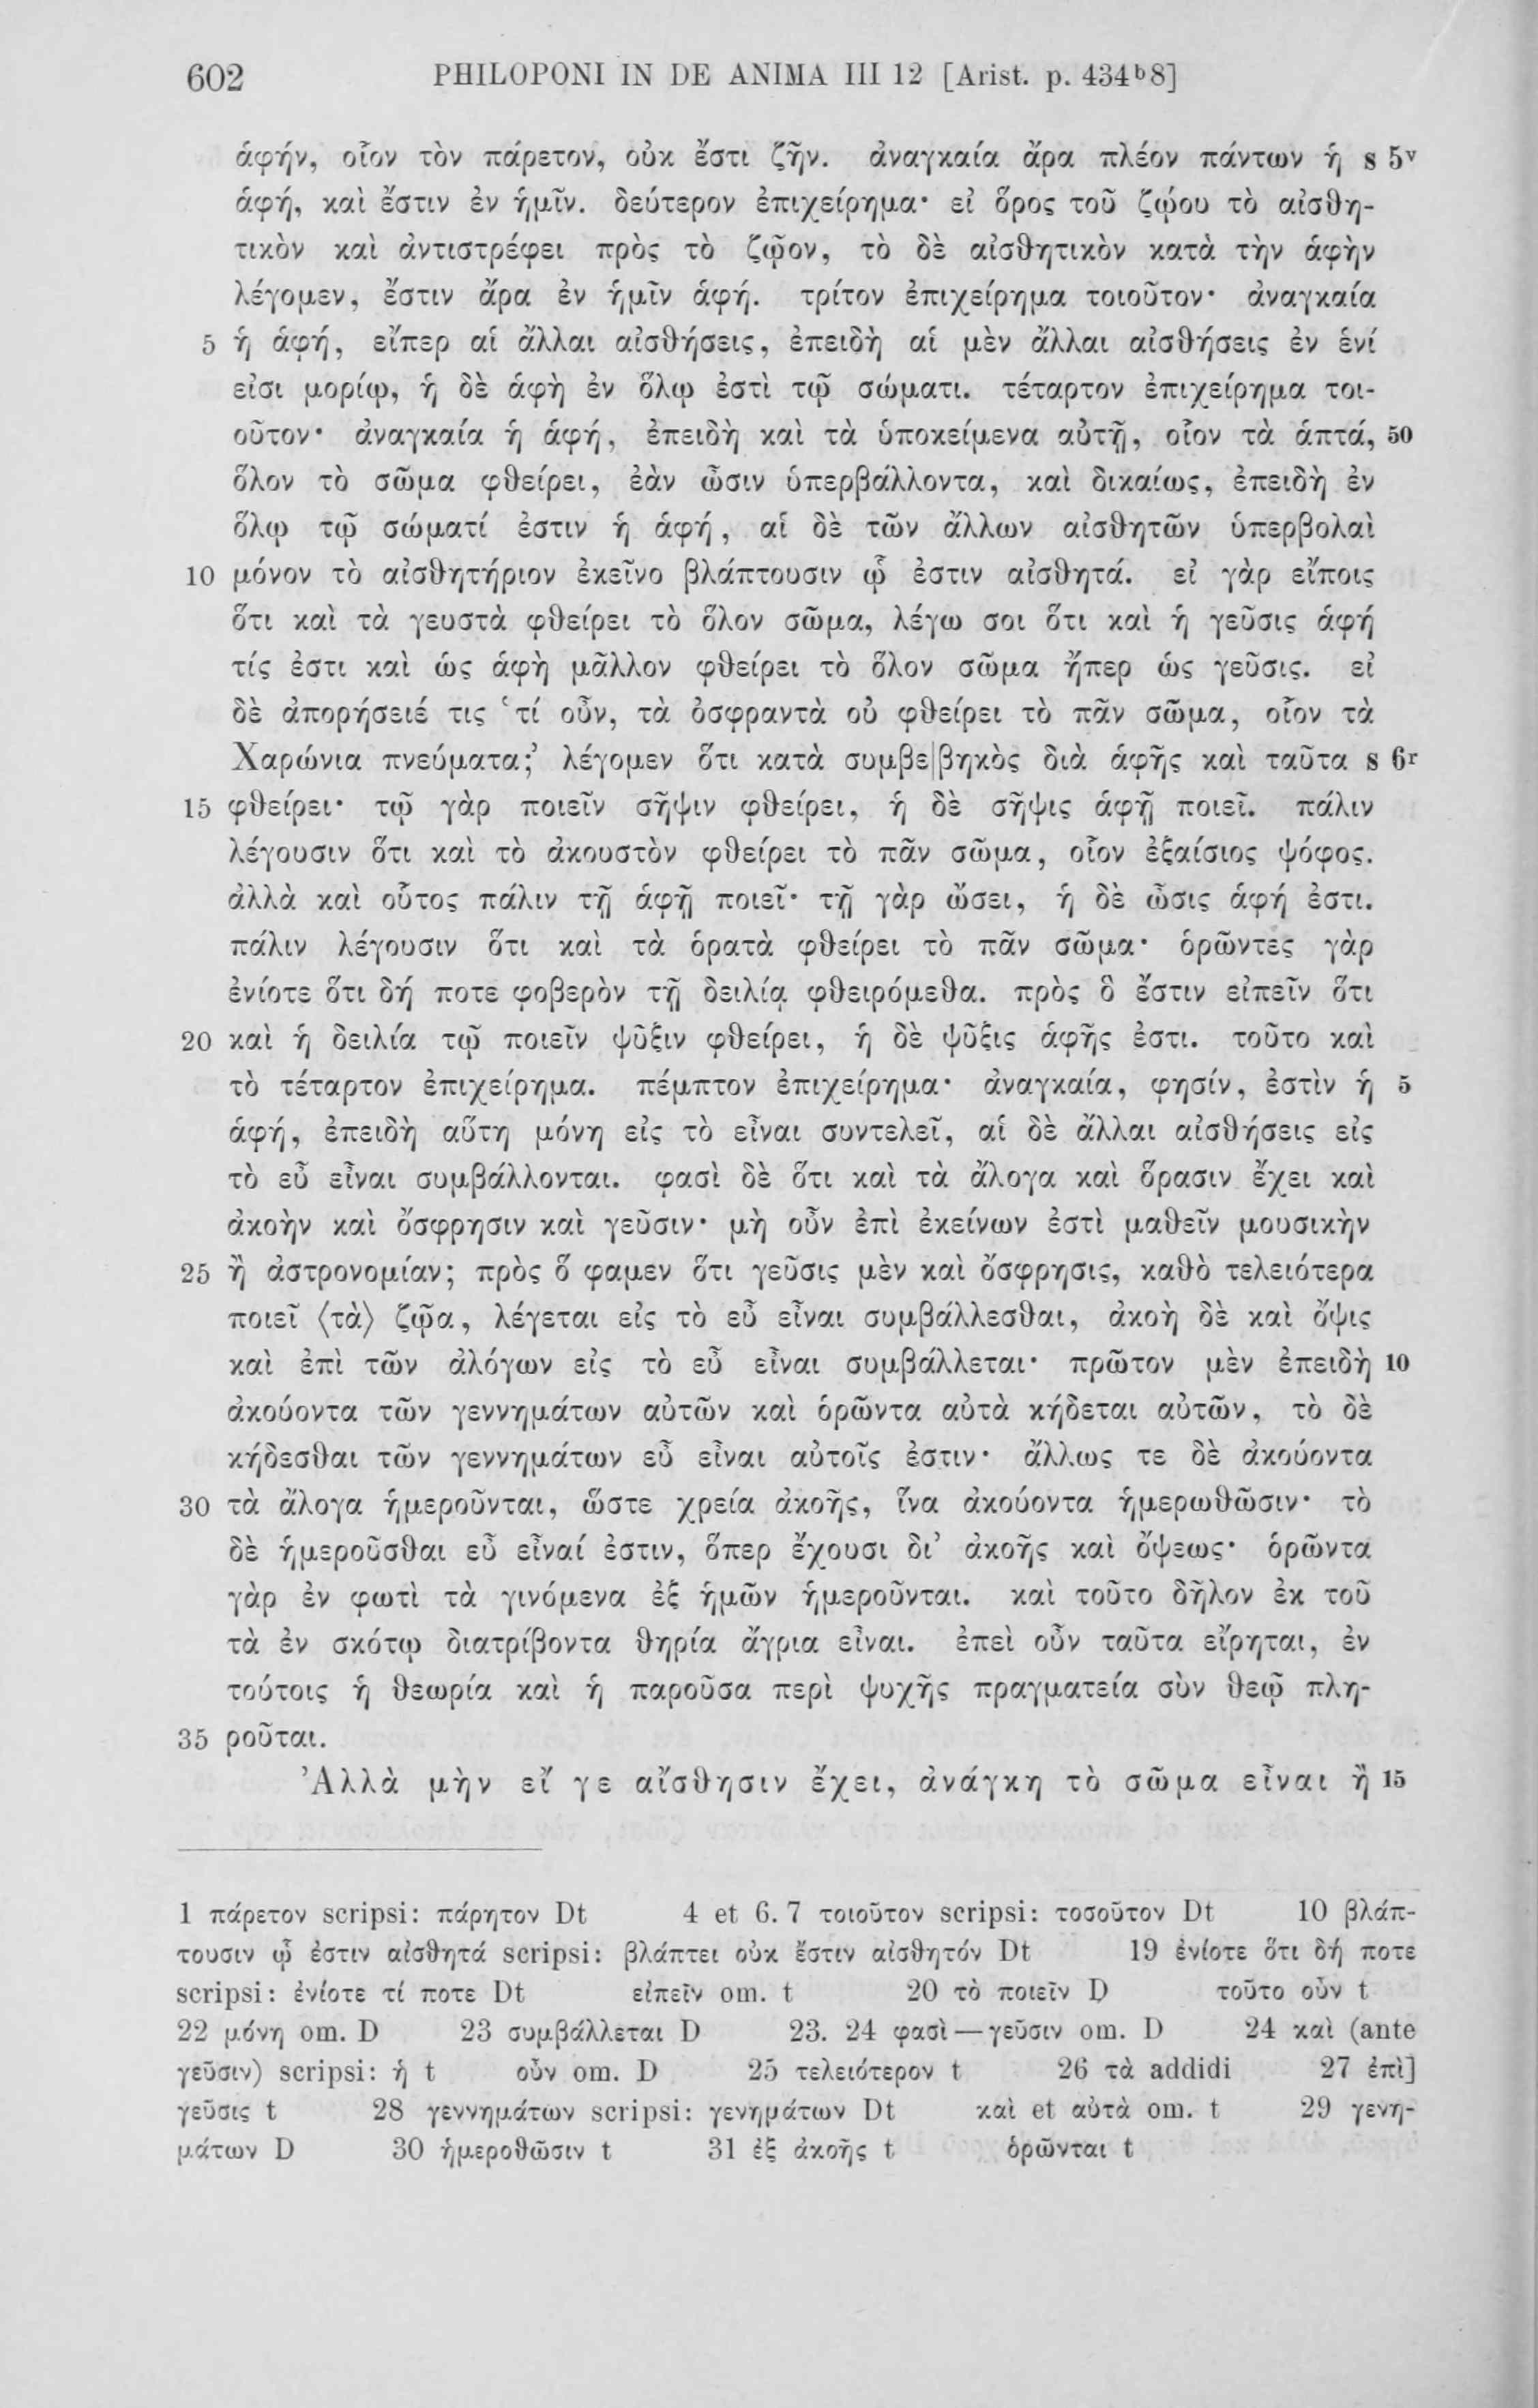 602 PHILOPONI IN DE ANIMA III 12 [Arist. p. 434ᵇ8]
ἁφήν, οἷον τὸν πάρετον, οὐκ ἔστι ζῆν. ἀναγκαία ἄρα πλέον πάντων ἡ s 5ᵛ
ἁφή, καὶ ἔστιν ἐν ἡμῖν. δεύτερον ἐπιχείρημα· εἰ ὅρος τοῦ ζῴου τὸ αἰσθη-
τικὸν καὶ ἀντιστρέφει πρὸς τὸ ζῷον, τὸ δὲ αἰσθητικὸν κατὰ τὴν ἁφὴν
λέγομεν, ἔστιν ἄρα ἐν ἡμῖν ἁφή. τρίτον ἐπιχείρημα τοιοῦτον· ἀναγκαία
5 ἡ ἁφή, εἴπερ αἱ ἄλλαι αἰσθήσεις, ἐπειδὴ αἱ μὲν ἄλλαι αἰσθήσεις ἐν ἑνί
εἰσι μορίῳ, ἡ δὲ ἁφὴ ἐν ὅλῳ ἐστὶ τῷ σώματι. τέταρτον ἐπιχείρημα τοι-
οῦτον· ἀναγκαία ἡ ἁφή, ἐπειδὴ καὶ τὰ ὑποκείμενα αὐτῇ, οἷον τὰ ἁπτά, 50
ὅλον τὸ σῶμα φθείρει, ἐὰν ὦσιν ὑπερβάλλοντα, καὶ δικαίως, ἐπειδὴ ἐν
ὅλῳ τῷ σώματί ἐστιν ἡ ἁφή, αἱ δὲ τῶν ἄλλων αἰσθητῶν ὑπερβολαὶ
10 μόνον τὸ αἰσθητήριον ἐκεῖνο βλάπτουσιν ᾧ ἐστιν αἰσθητά. εἰ γὰρ εἴποις
ὅτι καὶ τὰ γευστὰ φθείρει τὸ ὅλον σῶμα, λέγω σοι ὅτι καὶ ἡ γεῦσις ἁφή
τίς ἐστι καὶ ὡς ἁφὴ μᾶλλον φθείρει τὸ ὅλον σῶμα ἤπερ ὡς γεῦσις. εἰ
δὲ ἀπορήσειέ τις ‘τί οὖν, τὰ ὀσφραντὰ οὐ φθείρει τὸ πᾶν σῶμα, οἷον τὰ
Χαρώνια πνεύματα;’ λέγομεν ὅτι κατὰ συμβε|βηκὸς διὰ ἁφῆς καὶ ταῦτα s 6ʳ
15 φθείρει· τῷ γὰρ ποιεῖν σῆψιν φθείρει, ἡ δὲ σῆψις ἁφῇ ποιεῖ. πάλιν
λέγουσιν ὅτι καὶ τὸ ἀκουστὸν φθείρει τὸ πᾶν σῶμα, οἷον ἐξαίσιος ψόφος.
ἀλλὰ καὶ οὗτος πάλιν τῇ ἁφῇ ποιεῖ· τῇ γὰρ ὤσει, ἡ δὲ ὦσις ἁφή ἐστι.
πάλιν λέγουσιν ὅτι καὶ τὰ ὁρατὰ φθείρει τὸ πᾶν σῶμα· ὁρῶντες γὰρ
ἐνίοτε ὅτι δή ποτε φοβερὸν τῇ δειλίᾳ φθειρόμεθα. πρὸς ὃ ἔστιν εἰπεῖν ὅτι
20 καὶ ἡ δειλία τῷ ποιεῖν ψῦξιν φθείρει, ἡ δὲ ψῦξις ἁφῆς ἐστι. τοῦτο καὶ
τὸ τέταρτον ἐπιχείρημα. πέμπτον ἐπιχείρημα· ἀναγκαία, φησίν, ἐστὶν ἡ 5
ἁφή, ἐπειδὴ αὕτη μόνη εἰς τὸ εἶναι συντελεῖ, αἱ δὲ ἄλλαι αἰσθήσεις εἰς
τὸ εὖ εἶναι συμβάλλονται. φασὶ δὲ ὅτι καὶ τὰ ἄλογα καὶ ὅρασιν ἔχει καὶ
ἀκοὴν καὶ ὄσφρησιν καὶ γεῦσιν· μὴ οὖν ἐπὶ ἐκείνων ἐστὶ μαθεῖν μουσικὴν
25 ἢ ἀστρονομίαν; πρὸς ὅ φαμεν ὅτι γεῦσις μὲν καὶ ὄσφρησις, καθὸ τελειότερα
ποιεῖ ⟨τὰ⟩ ζῷα, λέγεται εἰς τὸ εὖ εἶναι συμβάλλεσθαι, ἀκοὴ δὲ καὶ ὄψις
καὶ ἐπὶ τῶν ἀλόγων εἰς τὸ εὖ εἶναι συμβάλλεται· πρῶτον μὲν ἐπειδὴ 10
ἀκούοντα τῶν γεννημάτων αὐτῶν καὶ ὁρῶντα αὐτὰ κήδεται αὐτῶν, τὸ δὲ
κήδεσθαι τῶν γεννημάτων εὖ εἶναι αὐτοῖς ἐστιν· ἄλλως τε δὲ ἀκούοντα
30 τὰ ἄλογα ἡμεροῦνται, ὥστε χρεία ἀκοῆς, ἵνα ἀκούοντα ἡμερωθῶσιν· τὸ
δὲ ἡμεροῦσθαι εὖ εἶναί ἐστιν, ὅπερ ἔχουσι δι’ ἀκοῆς καὶ ὄψεως· ὁρῶντα
γὰρ ἐν φωτὶ τὰ γινόμενα ἐξ ἡμῶν ἡμεροῦνται. καὶ τοῦτο δῆλον ἐκ τοῦ
τὰ ἐν σκότῳ διατρίβοντα θηρία ἄγρια εἶναι. ἐπεὶ οὖν ταῦτα εἴρηται, ἐν
τούτοις ἡ θεωρία καὶ ἡ παροῦσα περὶ ψυχῆς πραγματεία σὺν θεῷ πλη-
35 ροῦται.
Ἀλλὰ μὴν εἴ γε αἴσθησιν ἔχει, ἀνάγκη τὸ σῶμα εἶναι ἢ 15
1 πάρετον scripsi: πάρητον Dt 4 et 6. 7 τοιοῦτον scripsi: τοσοῦτον Dt 10 βλάπ-
τουσιν ᾧ ἐστιν αἰσθητά scripsi: βλάπτει οὐκ ἔστιν αἰσθητόν Dt 19 ἐνίοτε ὅτι δή ποτε
scripsi: ἐνίοτε τί ποτε Dt εἰπεῖν om. t 20 τὸ ποιεῖν D τοῦτο οὖν t
22 μόνη om. D 23 συμβάλλεται D 23. 24 φασὶ—γεῦσιν om. D 24 καὶ (ante
γεῦσιν) scripsi: ἡ t οὖν om. D 25 τελειότερον t 26 τὰ addidi 27 ἐπὶ]
γεῦσις t 28 γεννημάτων scripsi: γενημάτων Dt καὶ et αὐτὰ om. t 29 γενη-
μάτων D 30 ἡμεροθῶσιν t 31 ἐξ ἀκοῆς t ὁρῶνται t